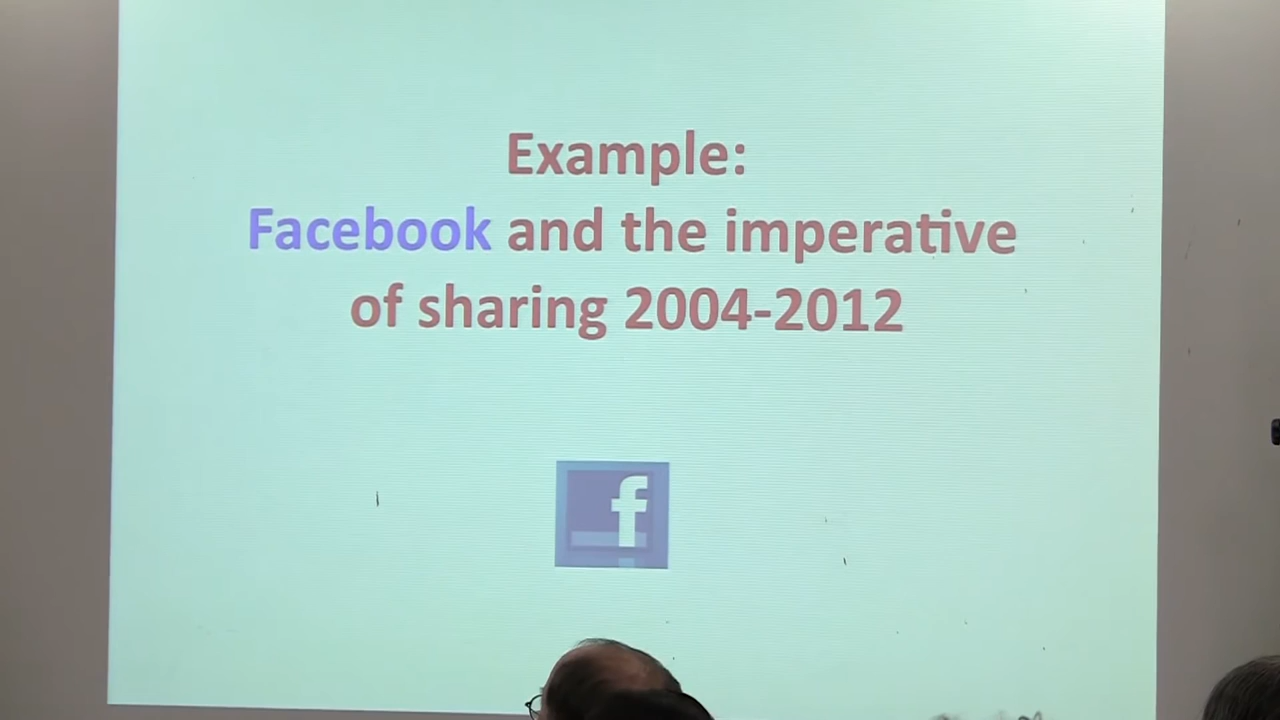 Example:
Facebook and the imperative
of sharing 2004-2012
f